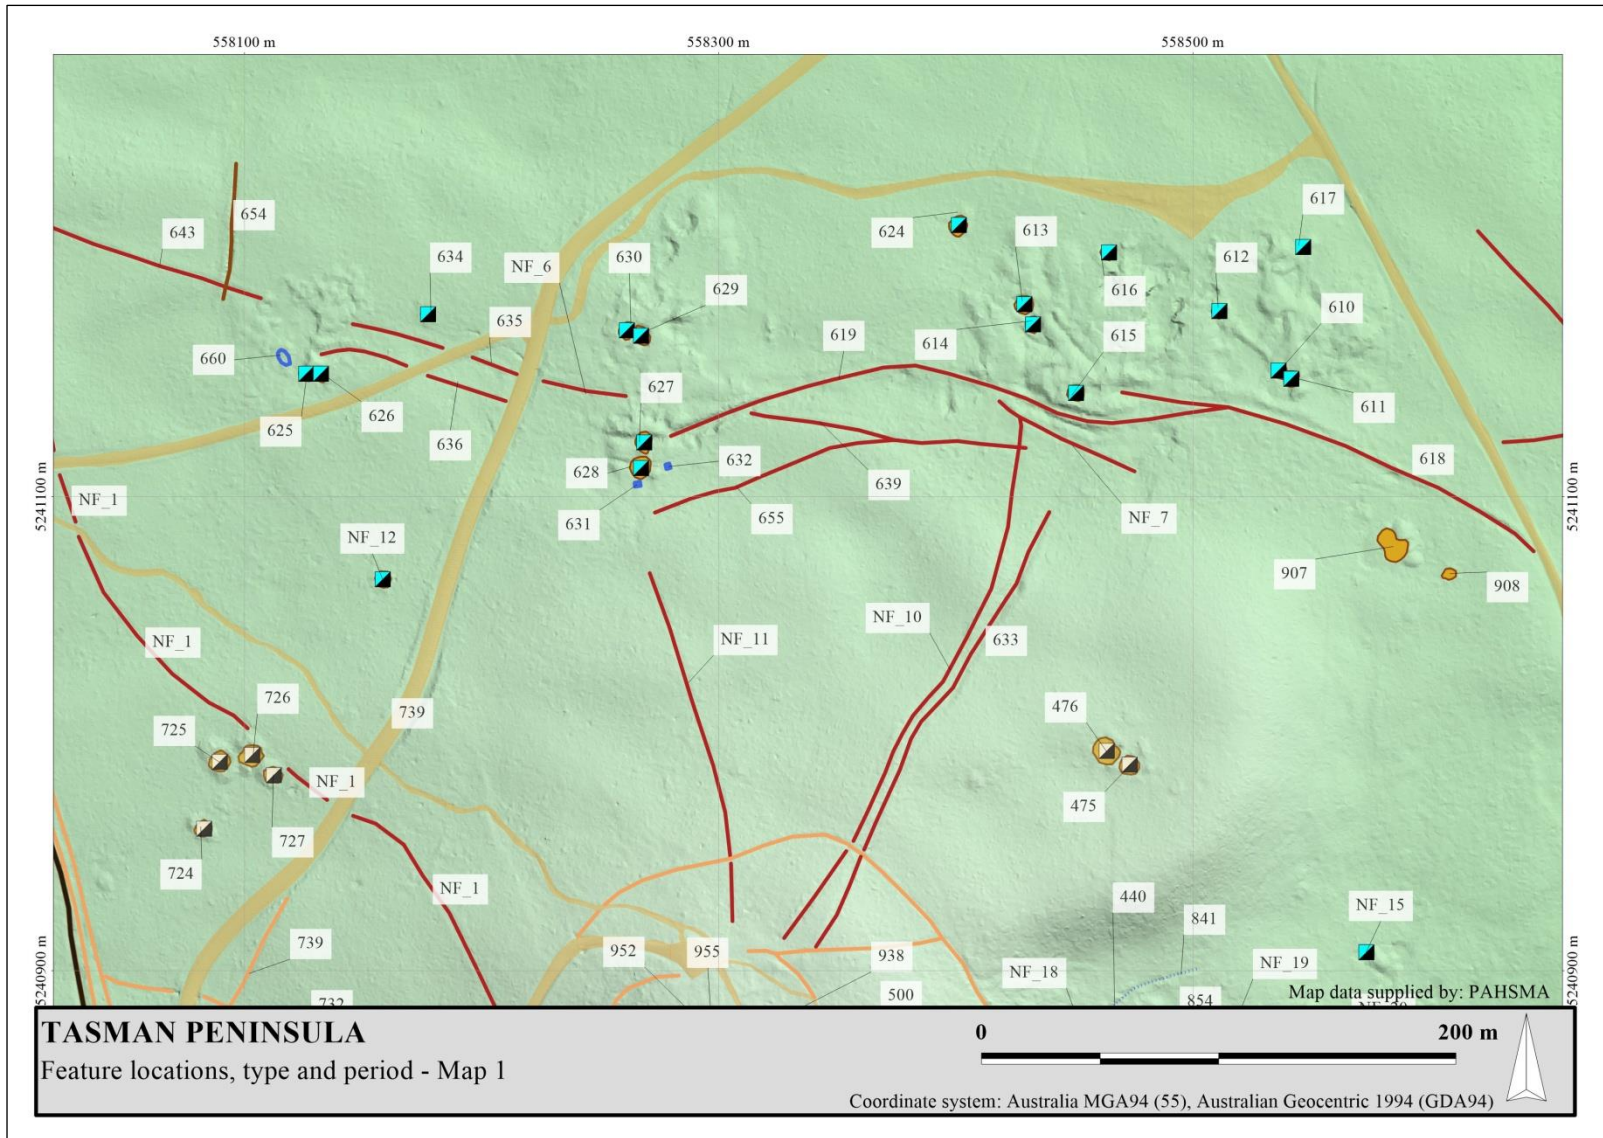 558100 m
558300 m
558500 m
617
654
643
624
613
634
NF_6
630
612
616
629
610
635
619
614
615
660
627
611
625
626
636
628
632
639
618
5241100 m
5241100 m
NF_1
631
655
NF_7
NF_12
907
908
NF_10
NF_1
NF_11
633
726
739
725
476
NF_1
475
727
724
NF_1
440
NF_15
841
739
952
955
938
NF_18
NF_19
5240900 m
5240900 m
732
500
854
Map data supplied by: PAHSMA
TASMAN PENINSULA
0
200 m
Feature locations, type and period - Map 1
Coordinate system: Australia MGA94 (55), Australian Geocentric 1994 (GDA94)